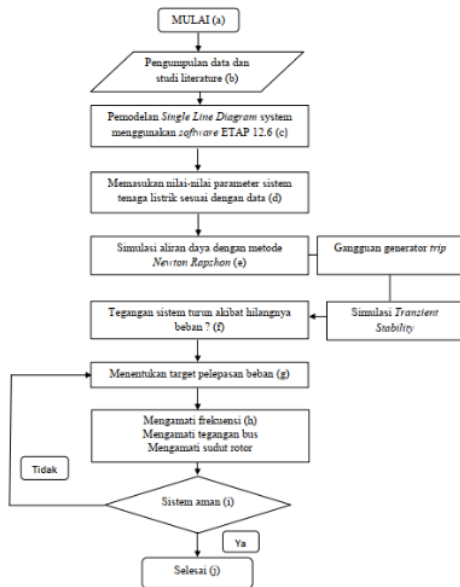 MULAI (a)
Pengumpulan data dan
studi literature (b)
Pemodelan Single Line Diagram system
menggunakan software ETAP 12.6 (c)
Memasukan nilai-nilai parameter sistem
tenaga listrik sesuai dengan data (d)
Simulasi aliran daya dengan metode
Newton Rapshon (e)
Gangguan generator trip
Simulasi Transient
Stability
Tegangan sistem turun akibat hilangnya
beban ? (f)
Menentukan target pelepasan beban (g)
Mengamati frekuensi (h)
Mengamati tegangan bus
Mengamati sudut rotor
Tidak
Sistem aman (i)
Ya
Selesai (j)